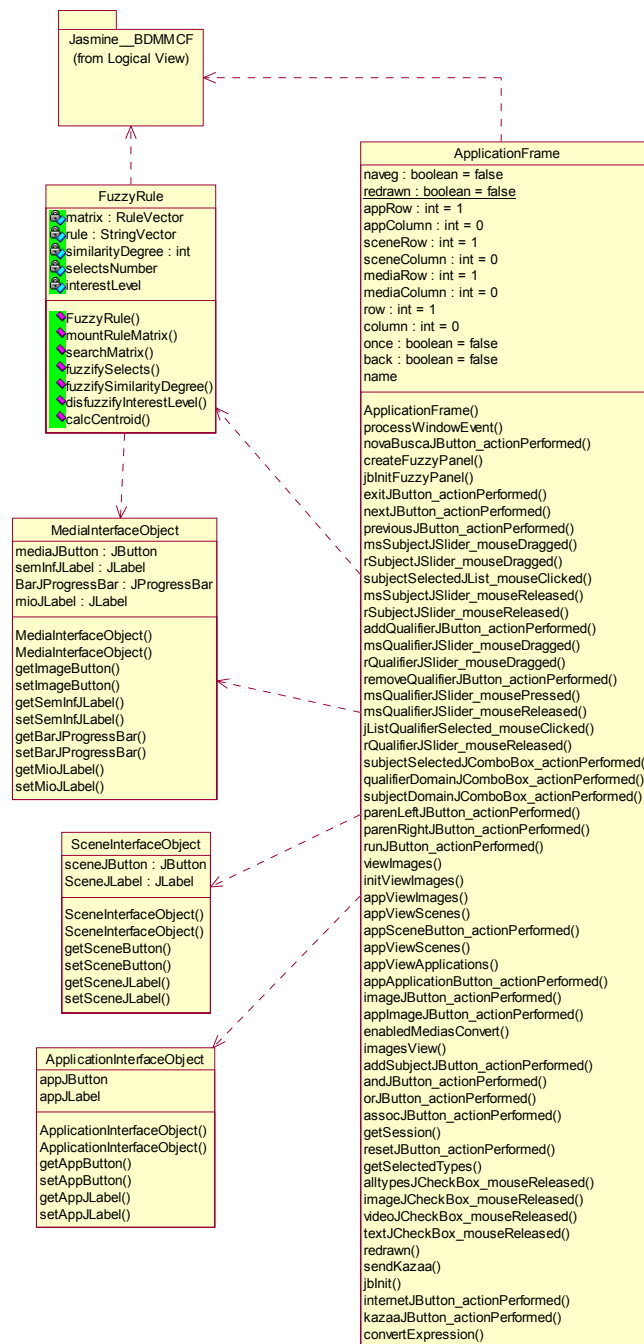 Jasmine__BDMMCF
(from Logical View)
FuzzyRule
matrix : RuleVector
rule : StringVector
similarityDegree : int
selectsNumber
interestLevel
FuzzyRule()
mountRuleMatrix()
searchMatrix()
fuzzifySelects()
fuzzifySimilarityDegree()
disfuzzifyInterestLevel()
calcCentroid()
MediaInterfaceObject
mediaJButton : JButton
semInfJLabel : JLabel
BarJProgressBar : JProgressBar
mioJLabel : JLabel
MediaInterfaceObject()
MediaInterfaceObject()
getImageButton()
setImageButton()
getSemInfJLabel()
setSemInfJLabel()
getBarJProgressBar()
setBarJProgressBar()
getMioJLabel()
setMioJLabel()
SceneInterfaceObject
sceneJButton : JButton
SceneJLabel : JLabel
SceneInterfaceObject()
SceneInterfaceObject()
getSceneButton()
setSceneButton()
getSceneJLabel()
setSceneJLabel()
ApplicationInterfaceObject
appJButton
appJLabel
ApplicationInterfaceObject()
ApplicationInterfaceObject()
getAppButton()
setAppButton()
getAppJLabel()
setAppJLabel()
ApplicationFrame
naveg : boolean = false
redrawn : boolean = false
appRow : int = 1
appColumn : int = 0
sceneRow : int = 1
sceneColumn : int = 0
mediaRow : int = 1
mediaColumn : int = 0
row : int = 1
column : int = 0
once : boolean = false
back : boolean = false
name
ApplicationFrame()
processWindowEvent()
novaBuscaJButton_actionPerformed()
createFuzzyPanel()
jbInitFuzzyPanel()
exitJButton_actionPerformed()
nextJButton_actionPerformed()
previousJButton_actionPerformed()
msSubjectJSlider_mouseDragged()
rSubjectJSlider_mouseDragged()
subjectSelectedJList_mouseClicked()
msSubjectJSlider_mouseReleased()
rSubjectJSlider_mouseReleased()
addQualifierJButton_actionPerformed()
msQualifierJSlider_mouseDragged()
rQualifierJSlider_mouseDragged()
removeQualifierJButton_actionPerformed()
msQualifierJSlider_mousePressed()
msQualifierJSlider_mouseReleased()
jListQualifierSelected_mouseClicked()
rQualifierJSlider_mouseReleased()
subjectSelectedJComboBox_actionPerformed()
qualifierDomainJComboBox_actionPerformed()
subjectDomainJComboBox_actionPerformed()
parenLeftJButton_actionPerformed()
parenRightJButton_actionPerformed()
runJButton_actionPerformed()
viewImages()
initViewImages()
appViewImages()
appViewScenes()
appSceneButton_actionPerformed()
appViewScenes()
appViewApplications()
appApplicationButton_actionPerformed()
imageJButton_actionPerformed()
appImageJButton_actionPerformed()
enabledMediasConvert()
imagesView()
addSubjectJButton_actionPerformed()
andJButton_actionPerformed()
orJButton_actionPerformed()
assocJButton_actionPerformed()
getSession()
resetJButton_actionPerformed()
getSelectedTypes()
alltypesJCheckBox_mouseReleased()
imageJCheckBox_mouseReleased()
videoJCheckBox_mouseReleased()
textJCheckBox_mouseReleased()
redrawn()
sendKazaa()
jbInit()
internetJButton_actionPerformed()
kazaaJButton_actionPerformed()
convertExpression()